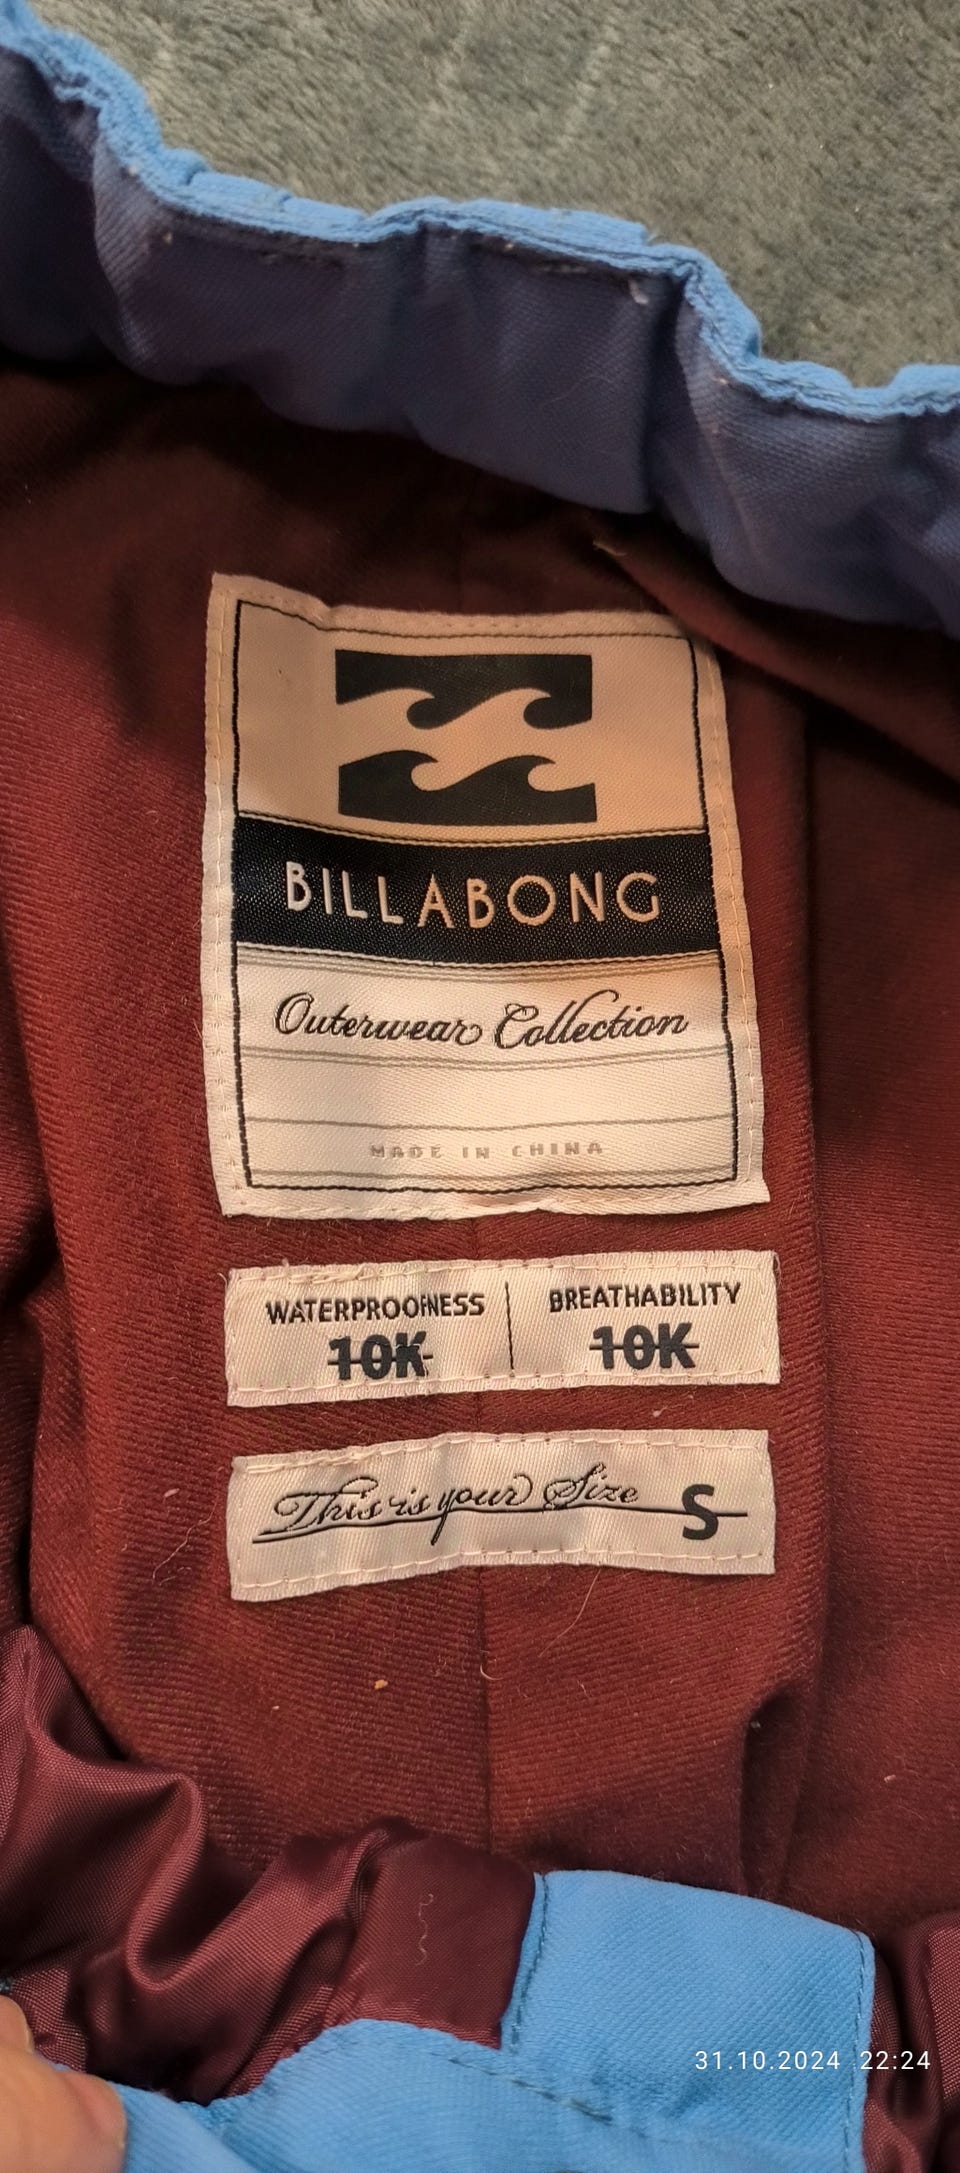 BILLABONG
Outerwear Collection
MADE IN CHINA
WATERPROOFNESS
10K
BREATHABILITY
10K
This is your Size S
31.10.2024 22:24